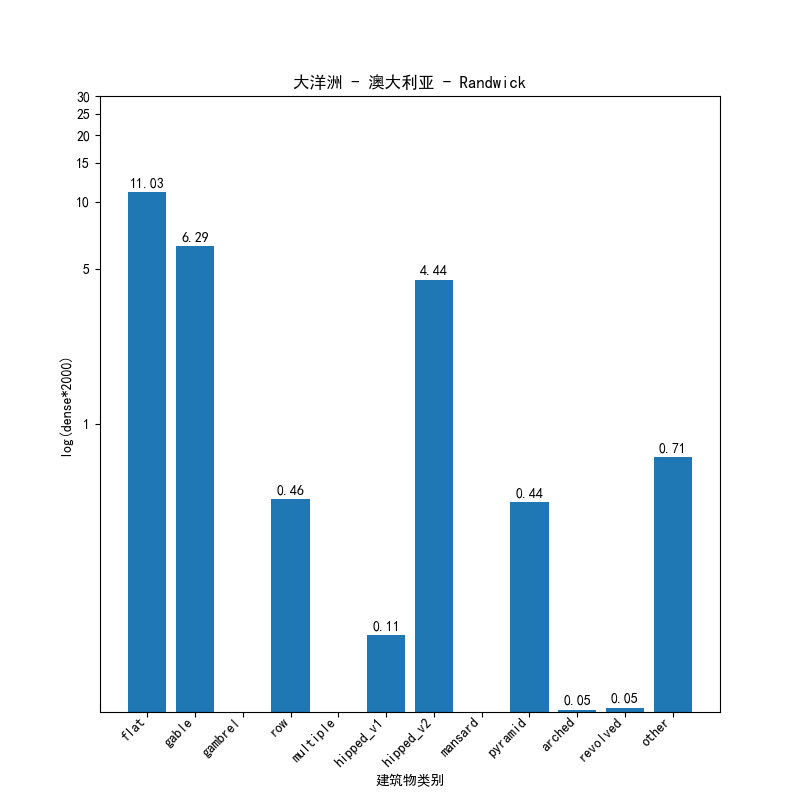 大洋洲 - 澳大利亚 - Randwick
30
25
20
15
10
5
1
log(dense*2000)
11.03
6.29
0.46
0.11
4.44
0.44
0.05
0.05
0.71
flat
gable
gambrel
row
multiple
hipped_v1
hipped_v2
mansard
pyramid
arched
revolved
other
建筑物类别